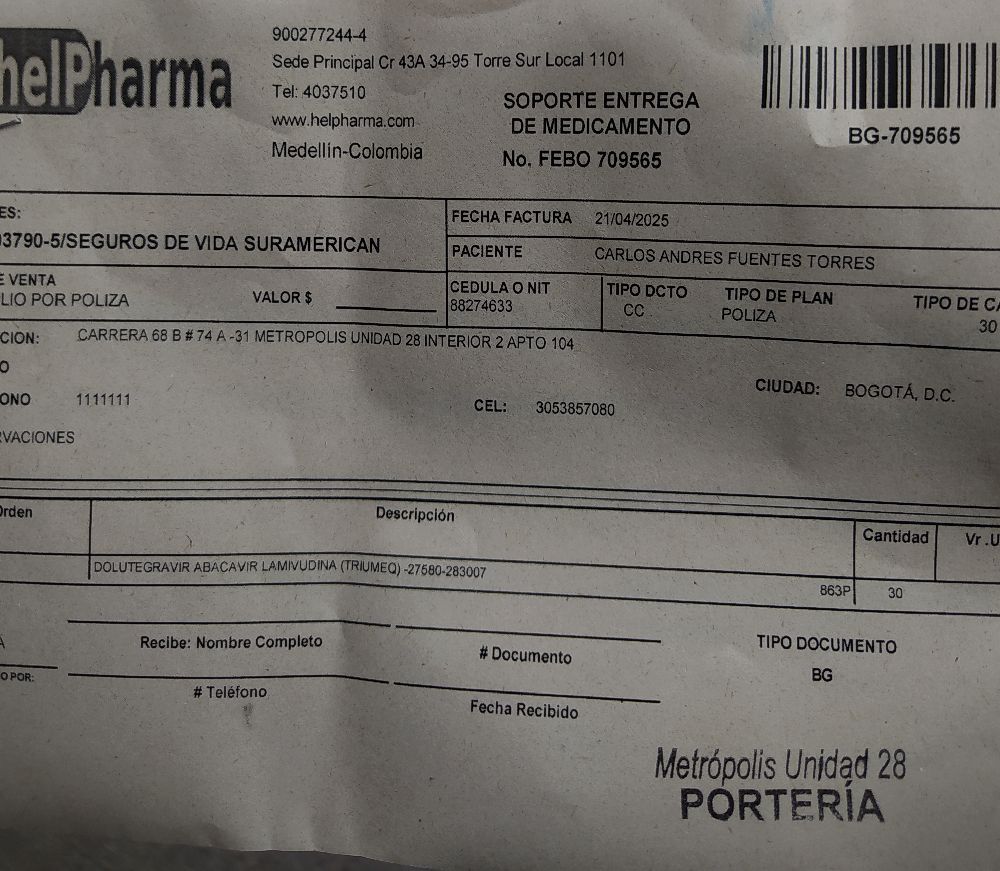 helPharma
900277244-4
Sede Principal Cr 43A 34-95 Torre Sur Local 1101
Tel: 4037510
www.helpharma.com
Medellín-Colombia
SOPORTE ENTREGA
DE MEDICAMENTO
No. FEBO 709565
BG-709565
ES:
03790-5/SEGUROS DE VIDA SURAMERICAN
FECHA FACTURA 21/04/2025
PACIENTE CARLOS ANDRES FUENTES TORRES
E VENTA
LIO POR POLIZA VALOR $
CEDULA O NIT
88274633
TIPO DCTO
CC
TIPO DE PLAN
POLIZA
TIPO DE CA
30
CION: CARRERA 68 B # 74 A -31 METROPOLIS UNIDAD 28 INTERIOR 2 APTO 104
O
CIUDAD: BOGOTÁ, D.C.
ONO 1111111 CEL: 3053857080
RVACIONES
Orden Descripción Cantidad Vr .U
DOLUTEGRAVIR ABACAVIR LAMIVUDINA (TRIUMEQ) -27580-283007
863P 30
A
Recibe: Nombre Completo # Documento TIPO DOCUMENTO
O POR: BG
# Teléfono Fecha Recibido
Metrópolis Unidad 28
PORTERÍA